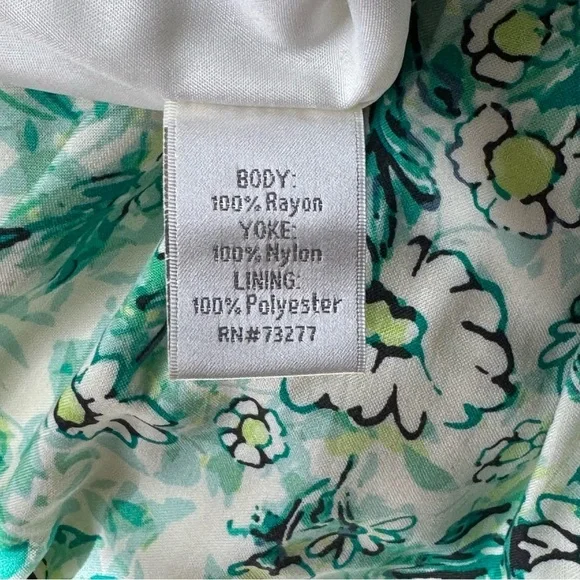 BODY:
100% Rayon
YOKE:
100% Nylon
LINING:
100% Polyester
RN#73277